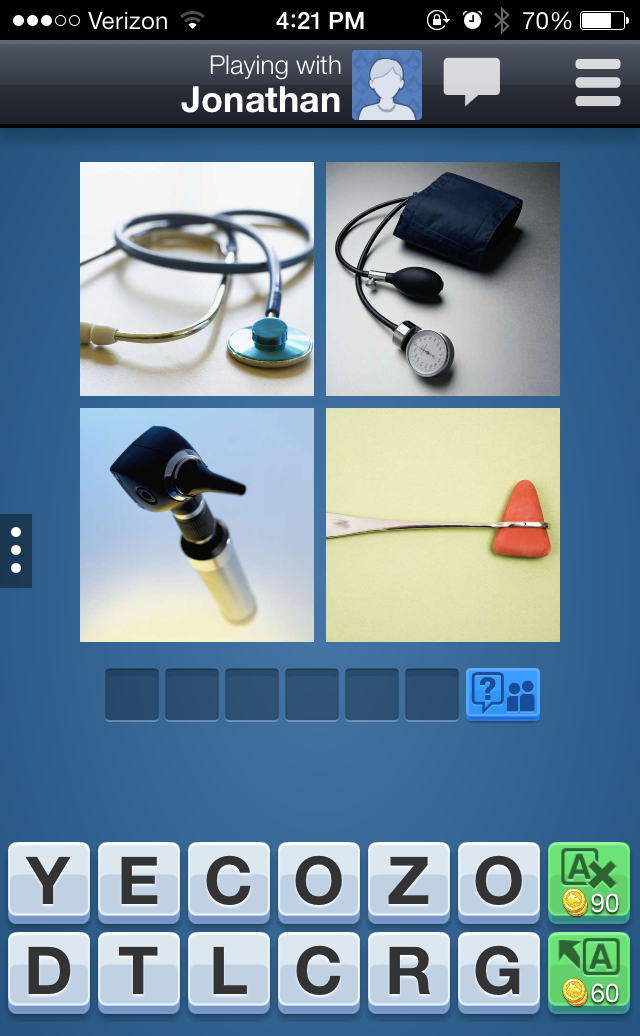 Verizon 4:21 PM 70%
Playing with
Jonathan
?
Y E C O Z O A 90
D T L C R G A 60